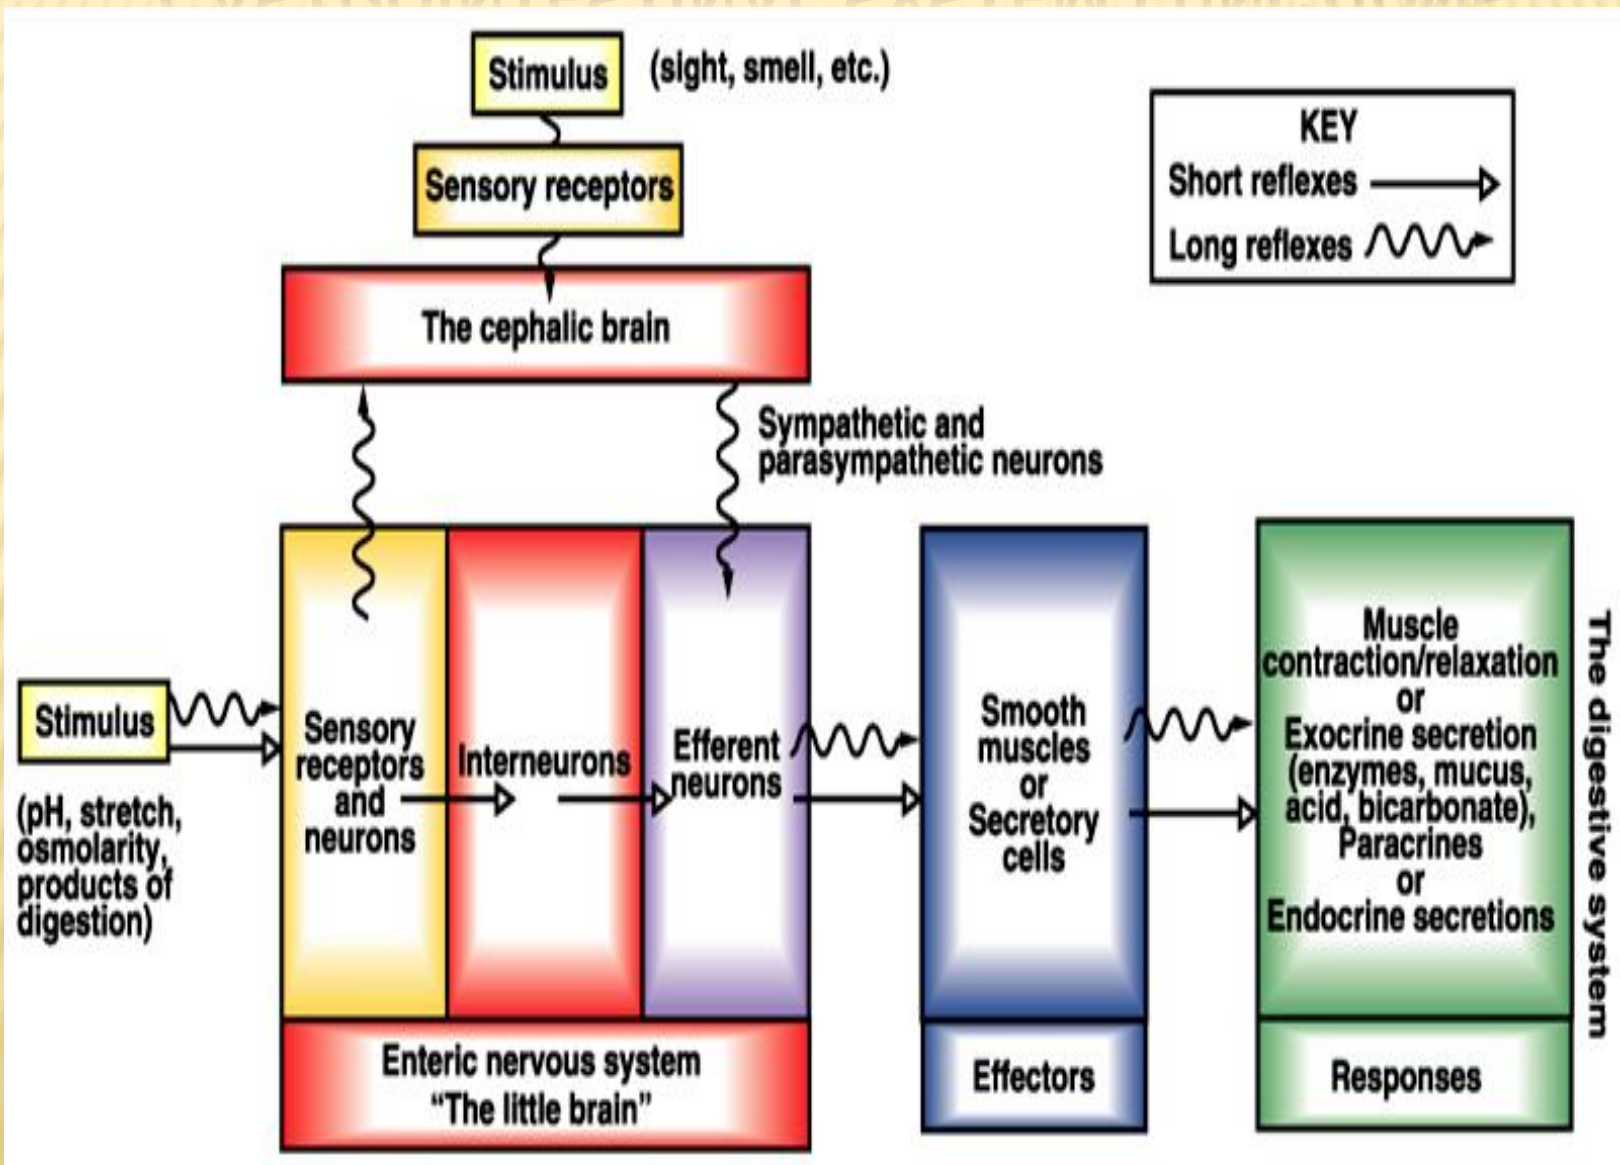 Stimulus
(sight, smell, etc.)
Sensory receptors
The cephalic brain
KEY
Short reflexes
Long reflexes
Sympathetic and
parasympathetic neurons
Stimulus
(pH, stretch,
osmolarity,
products of
digestion)
Sensory
receptors
and
neurons
Interneurons
Efferent
neurons
Enteric nervous system
“The little brain”
Smooth
muscles
or
Secretory
cells
Effectors
Muscle
contraction/relaxation
or
Exocrine secretion
(enzymes, mucus,
acid, bicarbonate),
Paracrines
or
Endocrine secretions
Responses
The digestive system